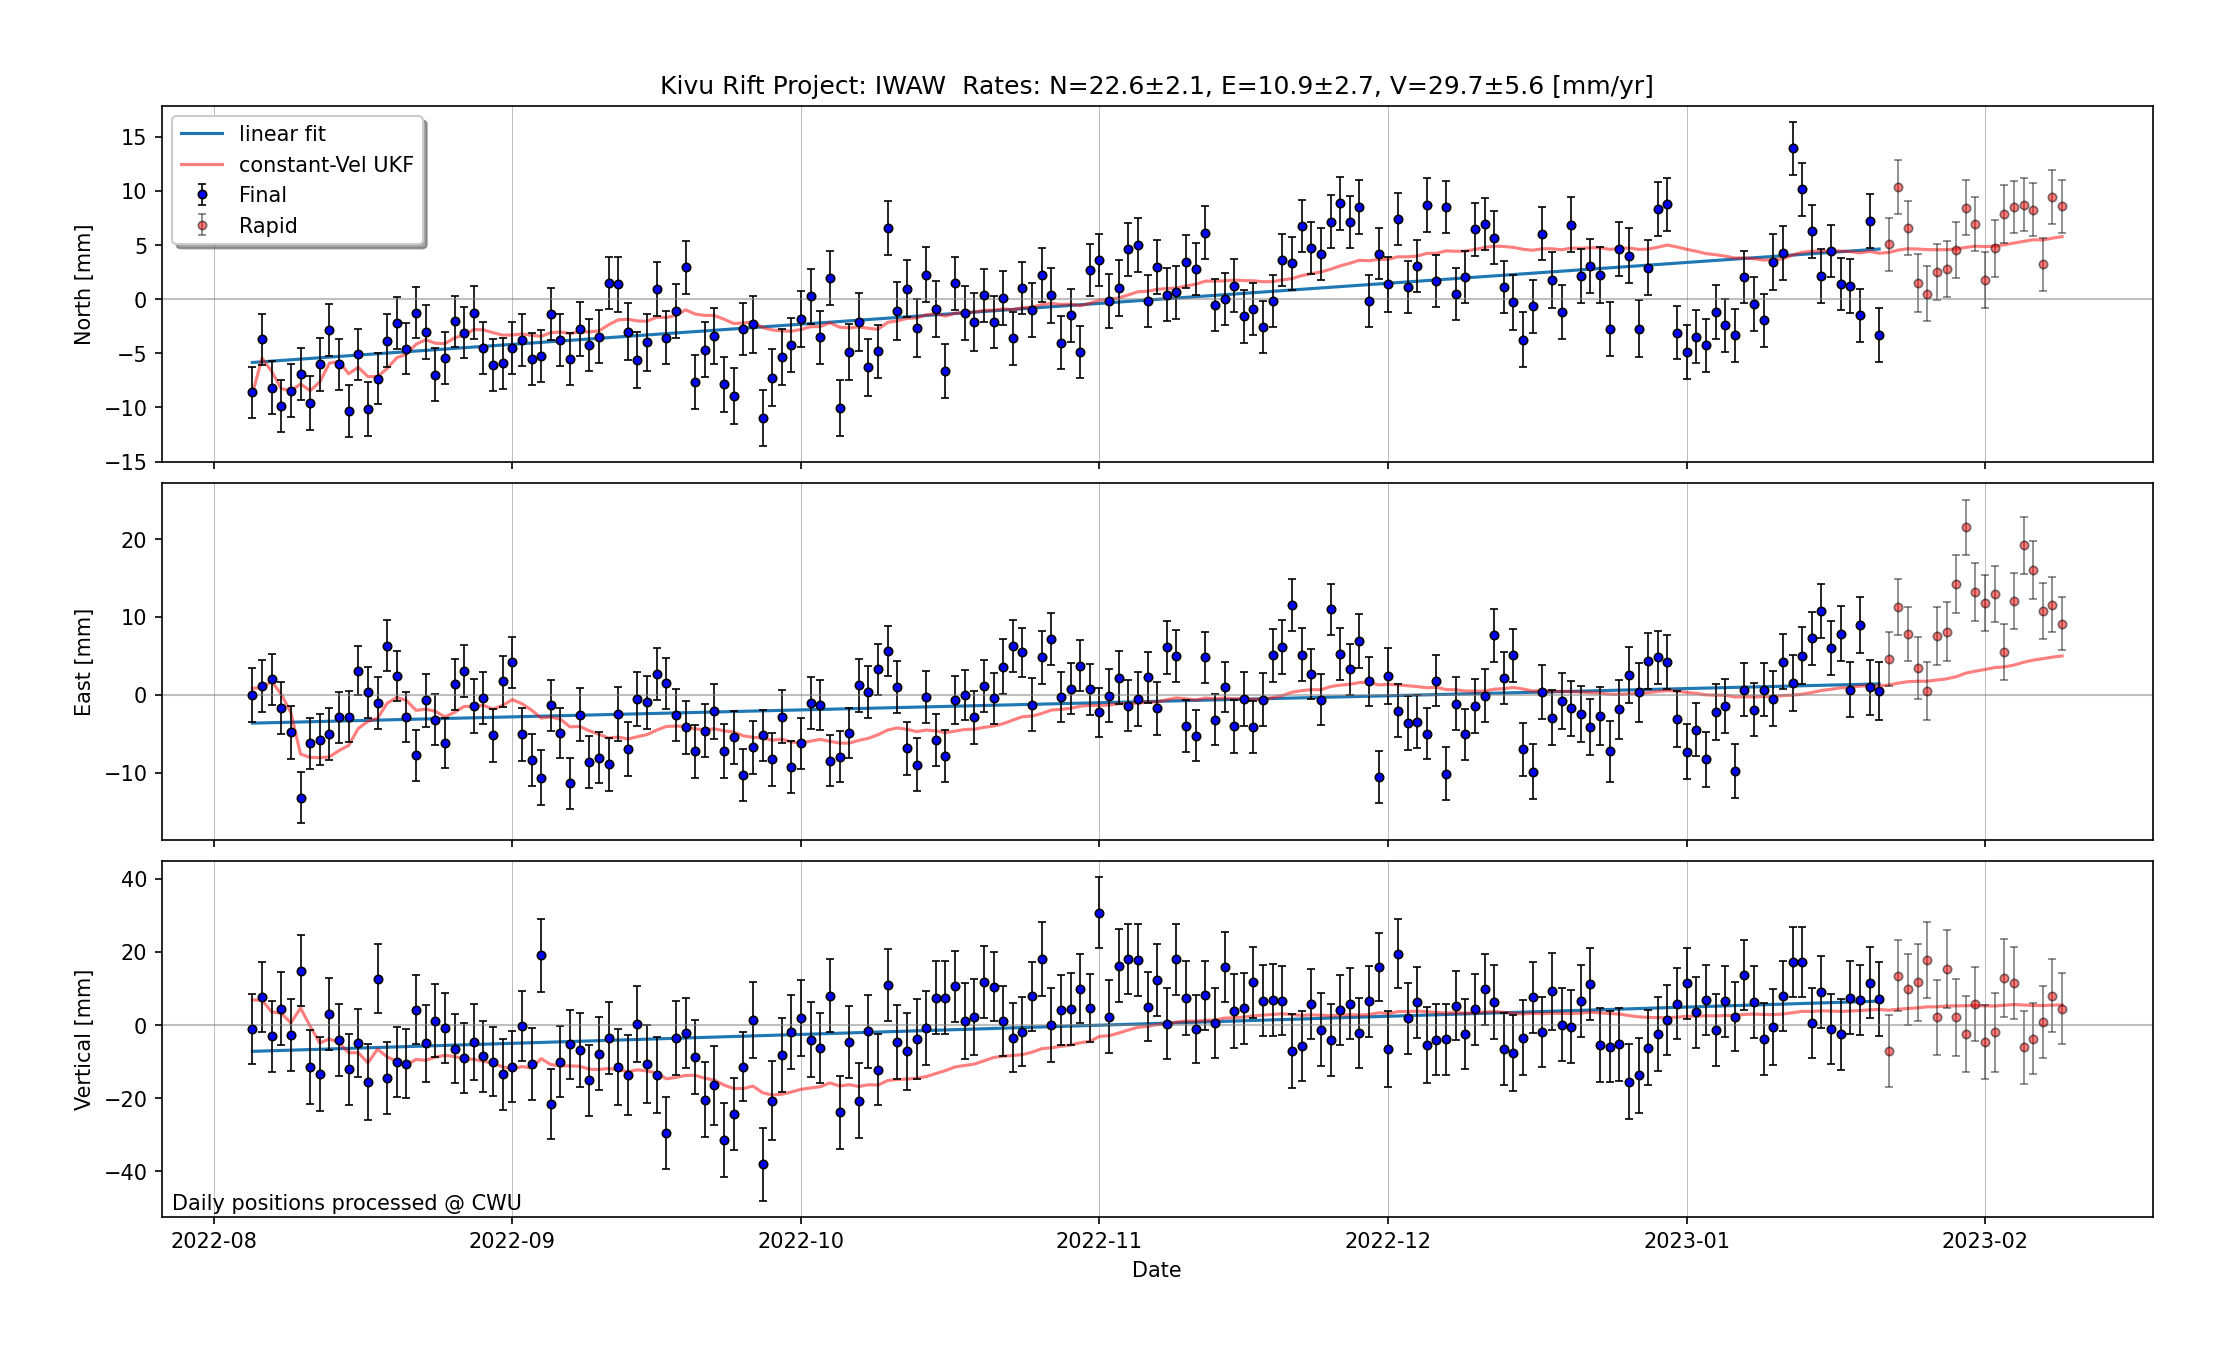 Kivu Rift Project: IWAW  Rates: N=22.6±2.1, E=10.9±2.7, V=29.7±5.6 [mm/yr]
linear fit
constant-Vel UKF
Final
Rapid
North [mm]
15
10
5
0
−5
−10
−15
East [mm]
20
10
0
−10
Vertical [mm]
40
20
0
−20
−40
Daily positions processed @ CWU
2022-08 2022-09 2022-10 2022-11 2022-12 2023-01 2023-02
Date